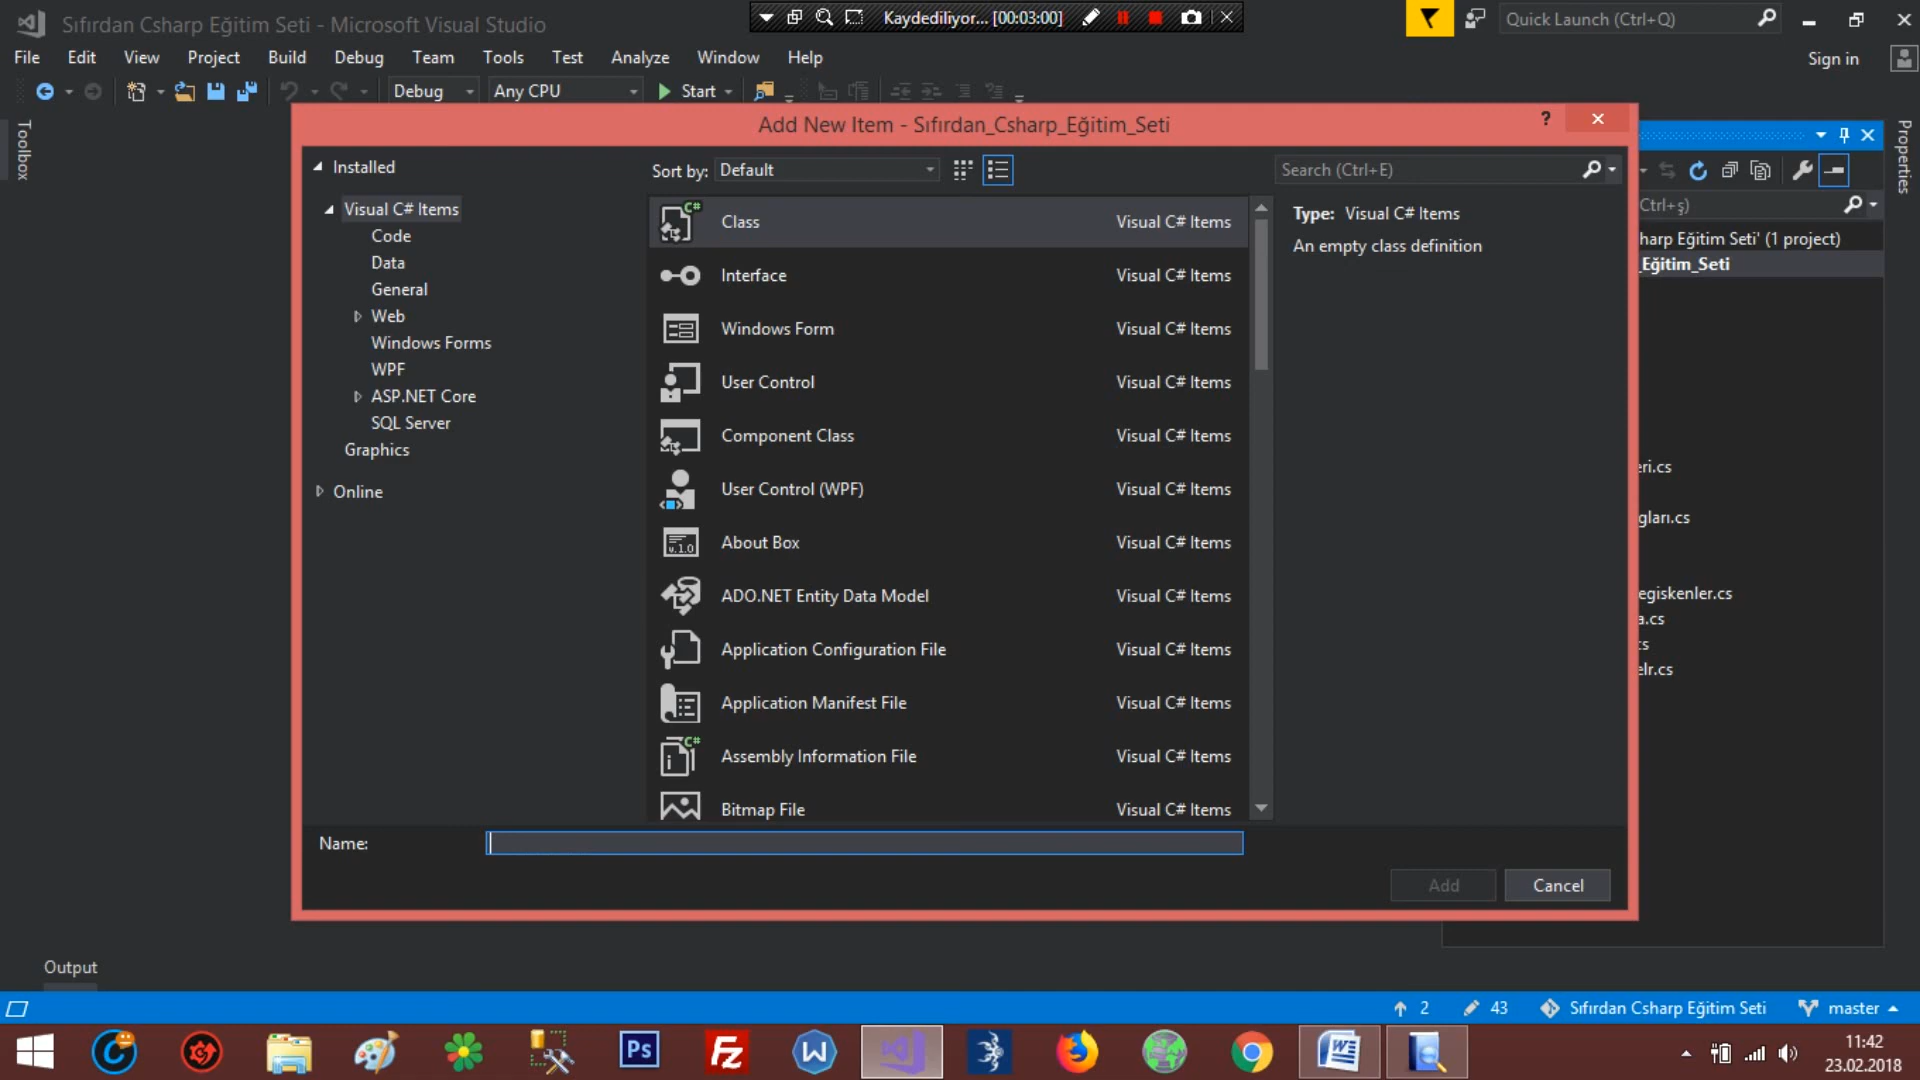 Sıfırdan Csharp Eğitim Seti - Microsoft Visual Studio
Kaydediliyor... [00:03:00]
Quick Launch (Ctrl+Q)
File Edit View Project Build Debug Team Tools Test Analyze Window Help
Sign in
Debug
Any CPU
Start
Toolbox
Add New Item - Sıfırdan_Csharp_Eğitim_Seti
?
Properties
Installed
Sort by: Default
Search (Ctrl+E)
Visual C# Items
Code
Data
General
Web
Windows Forms
WPF
ASP.NET Core
SQL Server
Graphics
Online
Class Visual C# Items
Interface Visual C# Items
Windows Form Visual C# Items
User Control Visual C# Items
Component Class Visual C# Items
User Control (WPF) Visual C# Items
About Box Visual C# Items
ADO.NET Entity Data Model Visual C# Items
Application Configuration File Visual C# Items
Application Manifest File Visual C# Items
Assembly Information File Visual C# Items
Bitmap File Visual C# Items
Type: Visual C# Items
An empty class definition
Ctrl+ş)
harp Eğitim Seti' (1 project)
_Eğitim_Seti
eri.cs
gları.cs
egiskenler.cs
a.cs
cs
elr.cs
Name:
Add
Cancel
Output
2
43
Sıfırdan Csharp Eğitim Seti
master
Ps
Fz
W
11:42
23.02.2018